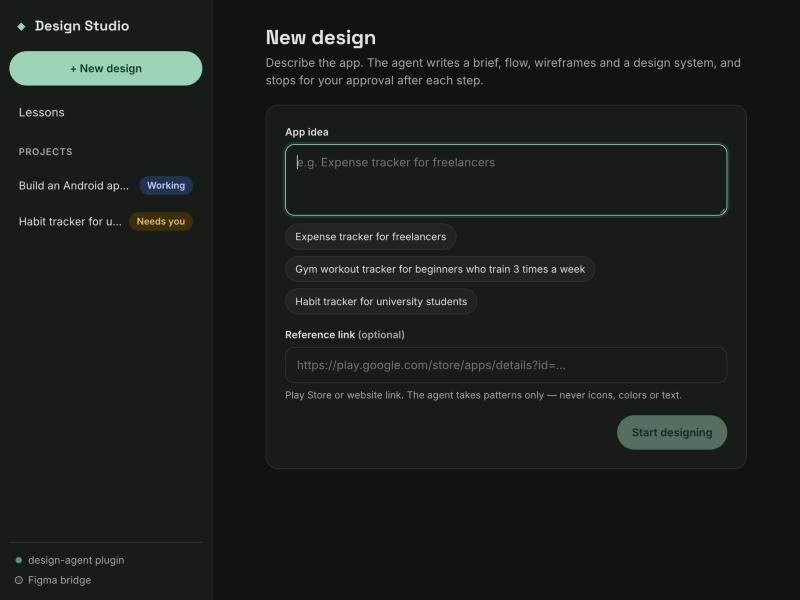 Design Studio
+ New design
Lessons
PROJECTS
Build an Android ap... Working
Habit tracker for u... Needs you
design-agent plugin
Figma bridge
New design
Describe the app. The agent writes a brief, flow, wireframes and a design system, and
stops for your approval after each step.
App idea
e.g. Expense tracker for freelancers
Expense tracker for freelancers
Gym workout tracker for beginners who train 3 times a week
Habit tracker for university students
Reference link (optional)
https://play.google.com/store/apps/details?id=...
Play Store or website link. The agent takes patterns only — never icons, colors or text.
Start designing